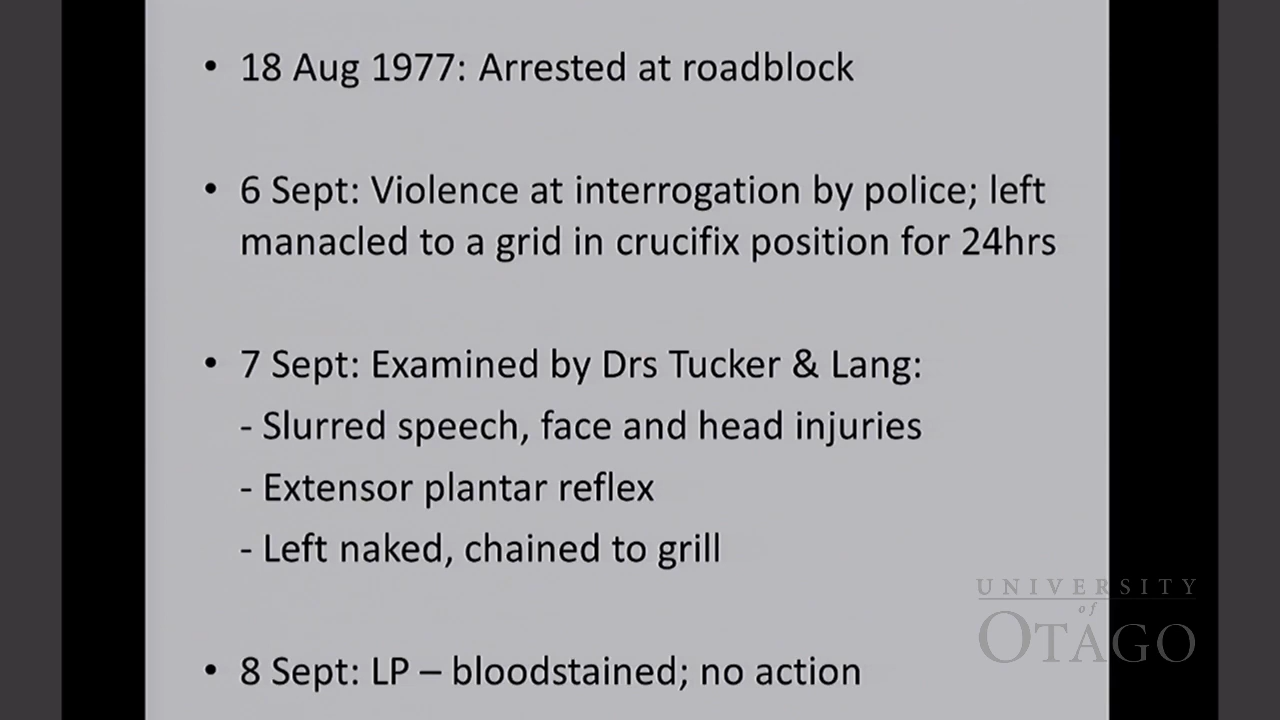 • 18 Aug 1977: Arrested at roadblock
• 6 Sept: Violence at interrogation by police; left
manacled to a grid in crucifix position for 24hrs
• 7 Sept: Examined by Drs Tucker & Lang:
- Slurred speech, face and head injuries
- Extensor plantar reflex
- Left naked, chained to grill
• 8 Sept: LP – bloodstained; no action
UNIVERSITY
of
OTAGO